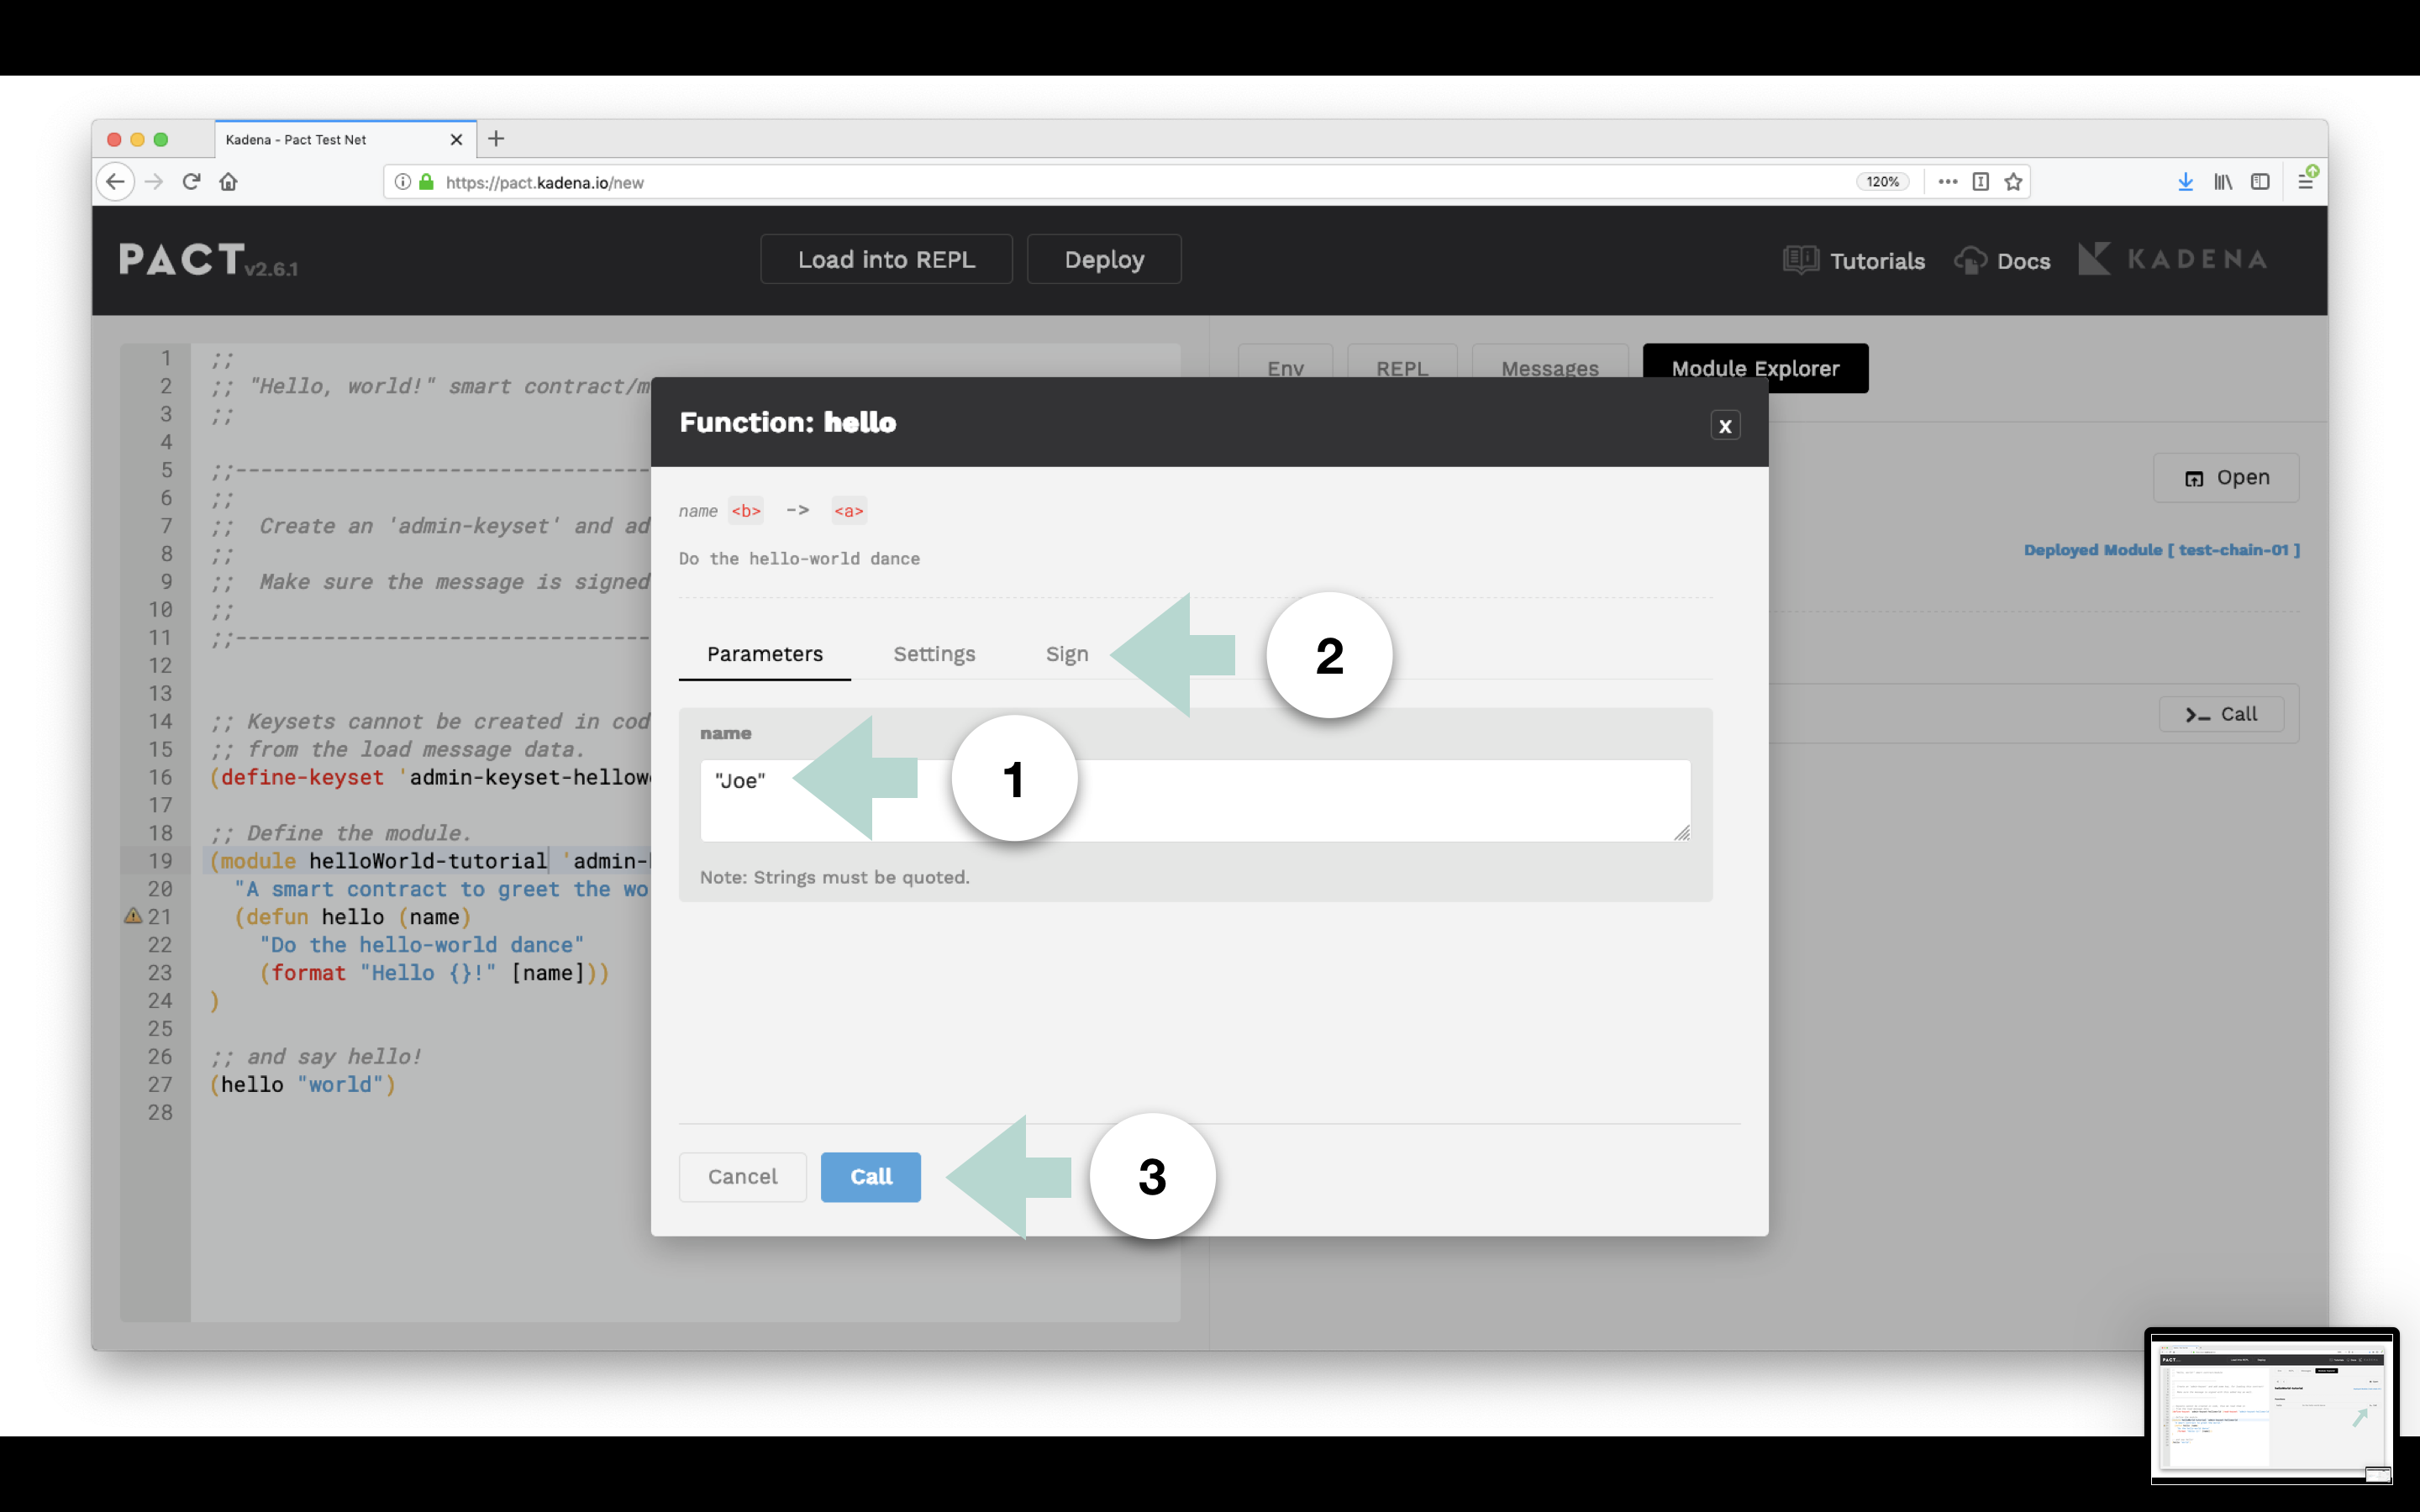 Kadena - Pact Test Net
https://pact.kadena.io/new
120%
PACT v2.6.1
Load into REPL
Deploy
Tutorials
Docs
KADENA
1 ;;
2 ;; "Hello, world!" smart contract/m
3 ;;
4
5 ;;---------------------------------
6 ;;
7 ;; Create an 'admin-keyset' and ad
8 ;;
9 ;; Make sure the message is signed
10 ;;
11 ;;---------------------------------
12
13
14 ;; Keysets cannot be created in cod
15 ;; from the load message data.
16 (define-keyset 'admin-keyset-hellow
17
18 ;; Define the module.
19 (module helloWorld-tutorial 'admin-
20 "A smart contract to greet the wo
21 (defun hello (name)
22 "Do the hello-world dance"
23 (format "Hello {}!" [name]))
24 )
25
26 ;; and say hello!
27 (hello "world")
28
Env
REPL
Messages
Module Explorer
Open
Deployed Module [ test-chain-01 ]
Call
Function: hello
x
name <b> -> <a>
Do the hello-world dance
Parameters
Settings
Sign
2
name
"Joe"
1
Note: Strings must be quoted.
Cancel
Call
3